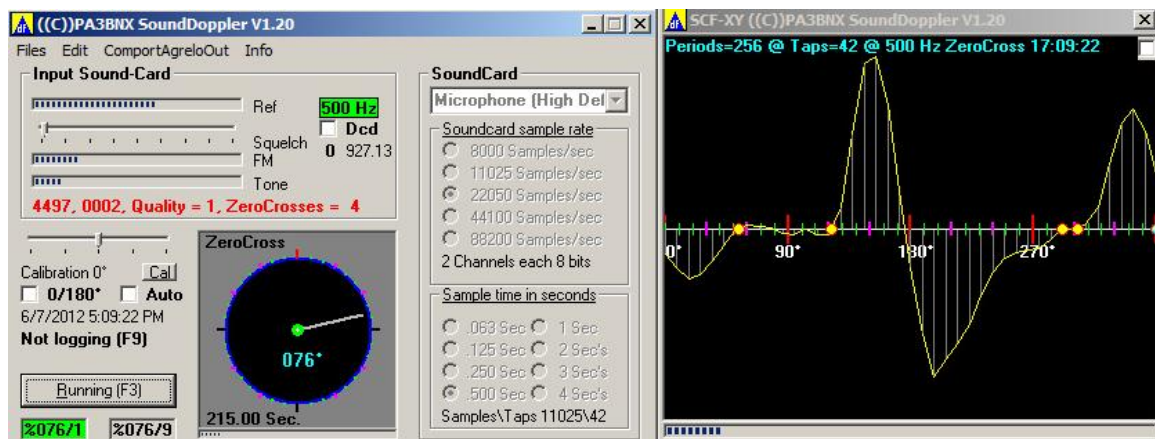 ((C))PA3BNX SoundDoppler V1.20
Files Edit ComportAgreloOut Info
Input Sound-Card
Ref
500 Hz
Dcd
Squelch
0 927.13
FM
Tone
4497, 0002, Quality = 1, ZeroCrosses = 4
Calibration 0°
Cal
0/180°
Auto
6/7/2012 5:09:22 PM
Not logging (F9)
Running (F3)
%076/1
%076/9
ZeroCross
076°
215.00 Sec.
SoundCard
Microphone (High Def
Soundcard sample rate
8000 Samples/sec
11025 Samples/sec
22050 Samples/sec
44100 Samples/sec
88200 Samples/sec
2 Channels each 8 bits
Sample time in seconds
.063 Sec
1 Sec
.125 Sec
2 Sec's
.250 Sec
3 Sec's
.500 Sec
4 Sec's
Samples\Taps 11025\42
SCF-XY ((C))PA3BNX SoundDoppler V1.20
Periods=256 @ Taps=42 @ 500 Hz ZeroCross 17:09:22
0°
90°
180°
270°